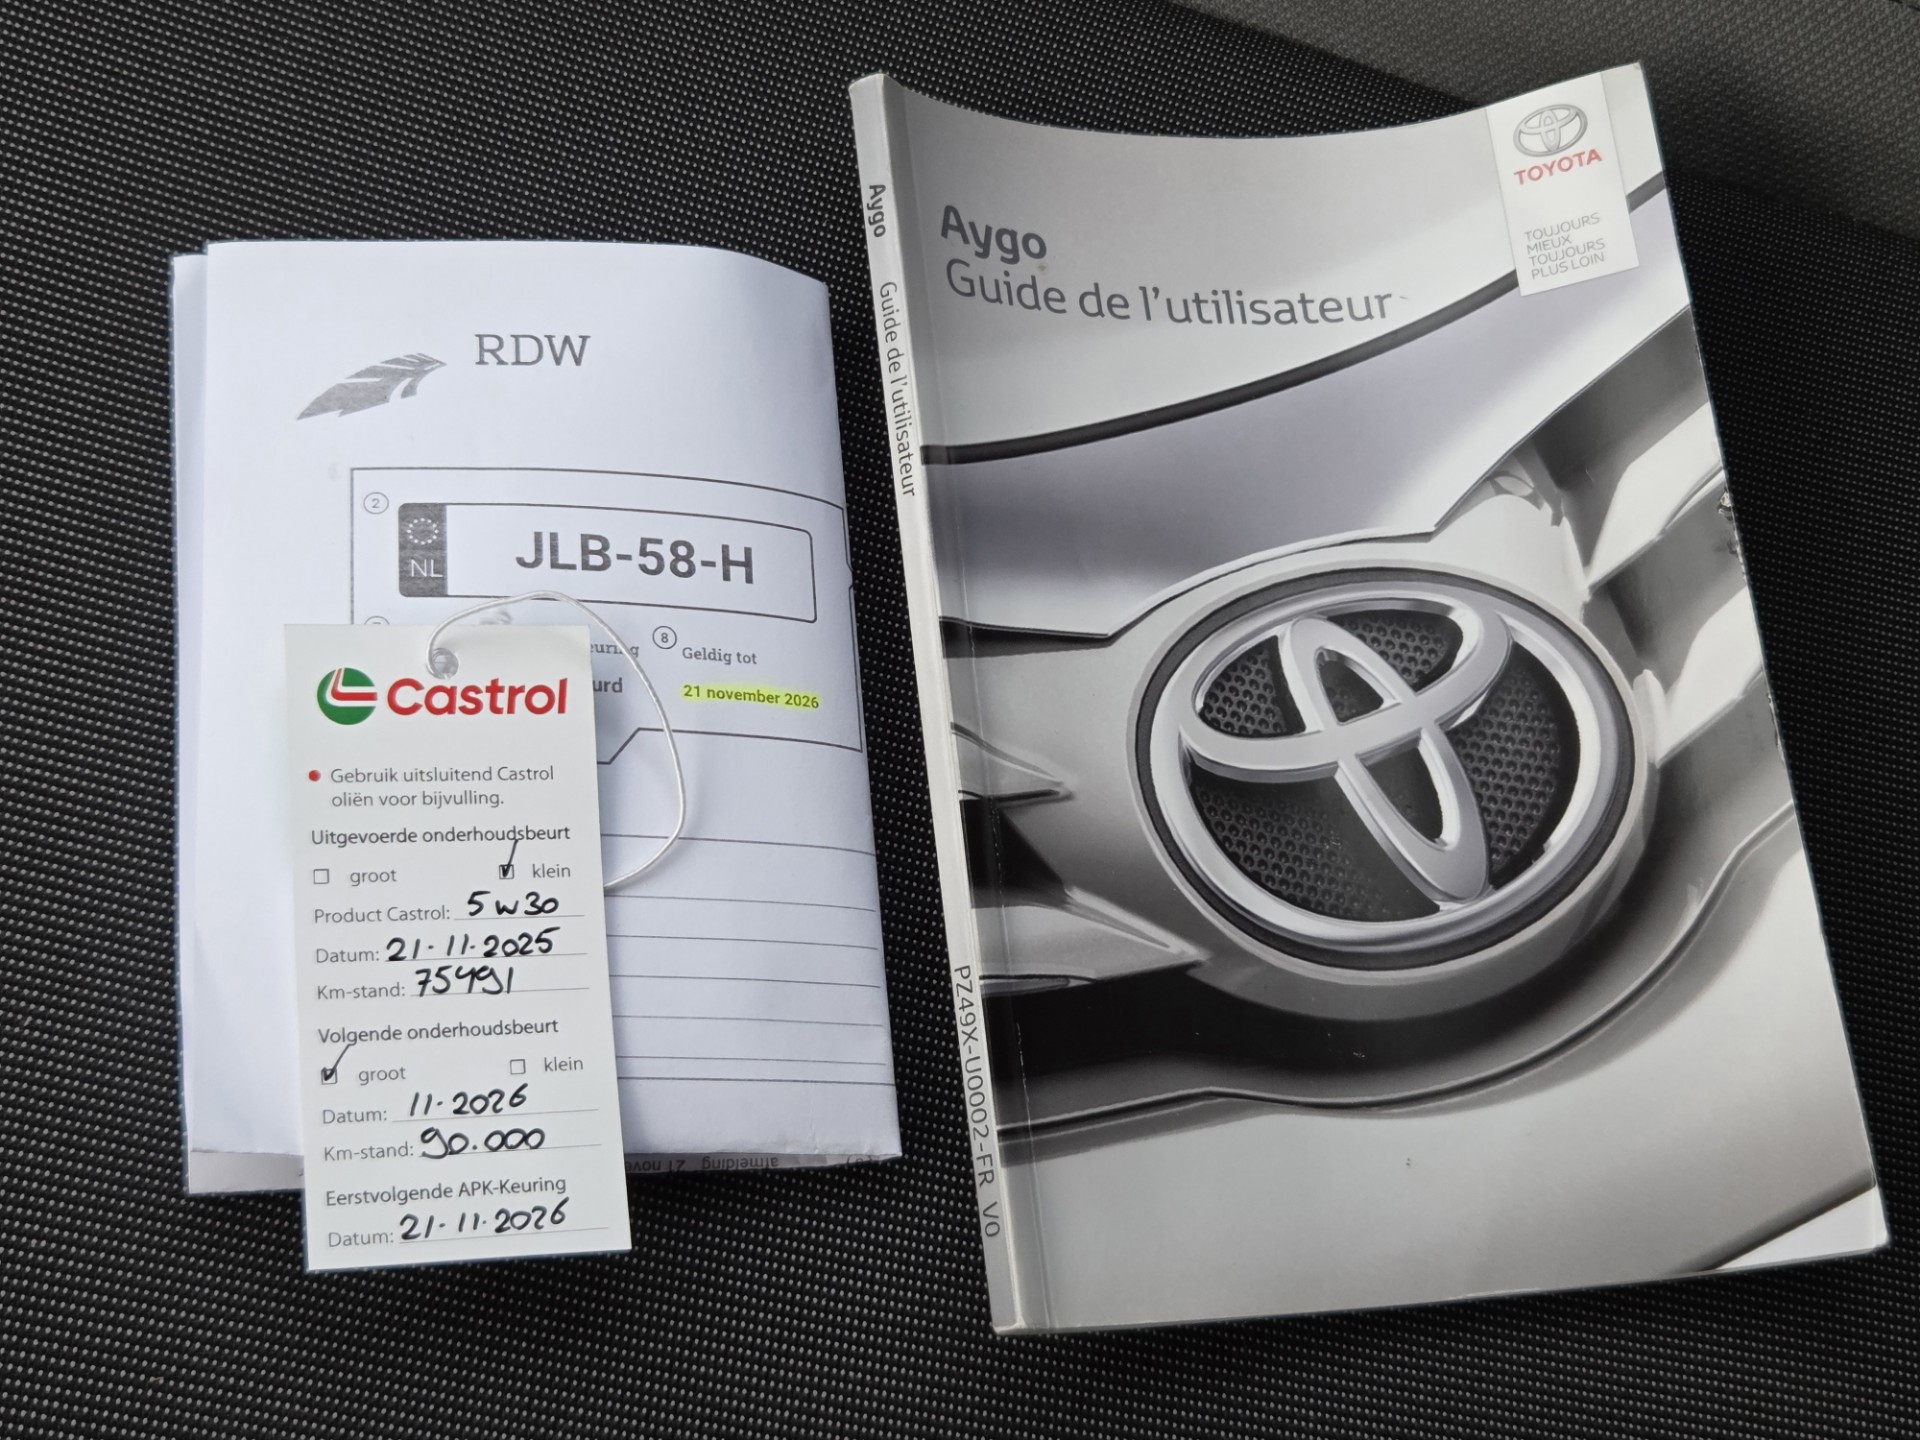 RDW
2
NL
JLB-58-H
8
Geldig tot
urd
21 november 2026
Castrol
Gebruik uitsluitend Castrol
oliën voor bijvulling.
Uitgevoerde onderhoudsbeurt
groot klein
Product Castrol: 5W30
Datum: 21-11-2025
Km-stand: 75491
Volgende onderhoudsbeurt
groot klein
Datum: 11-2026
Km-stand: 90.000
Eerstvolgende APK-Keuring
Datum: 21-11-2026
afmelding
Aygo Guide de l'utilisateur
PZ49X-U0002-FR V0
Aygo
Guide de l'utilisateur
TOYOTA
TOUJOURS
MIEUX
TOUJOURS
PLUS LOIN